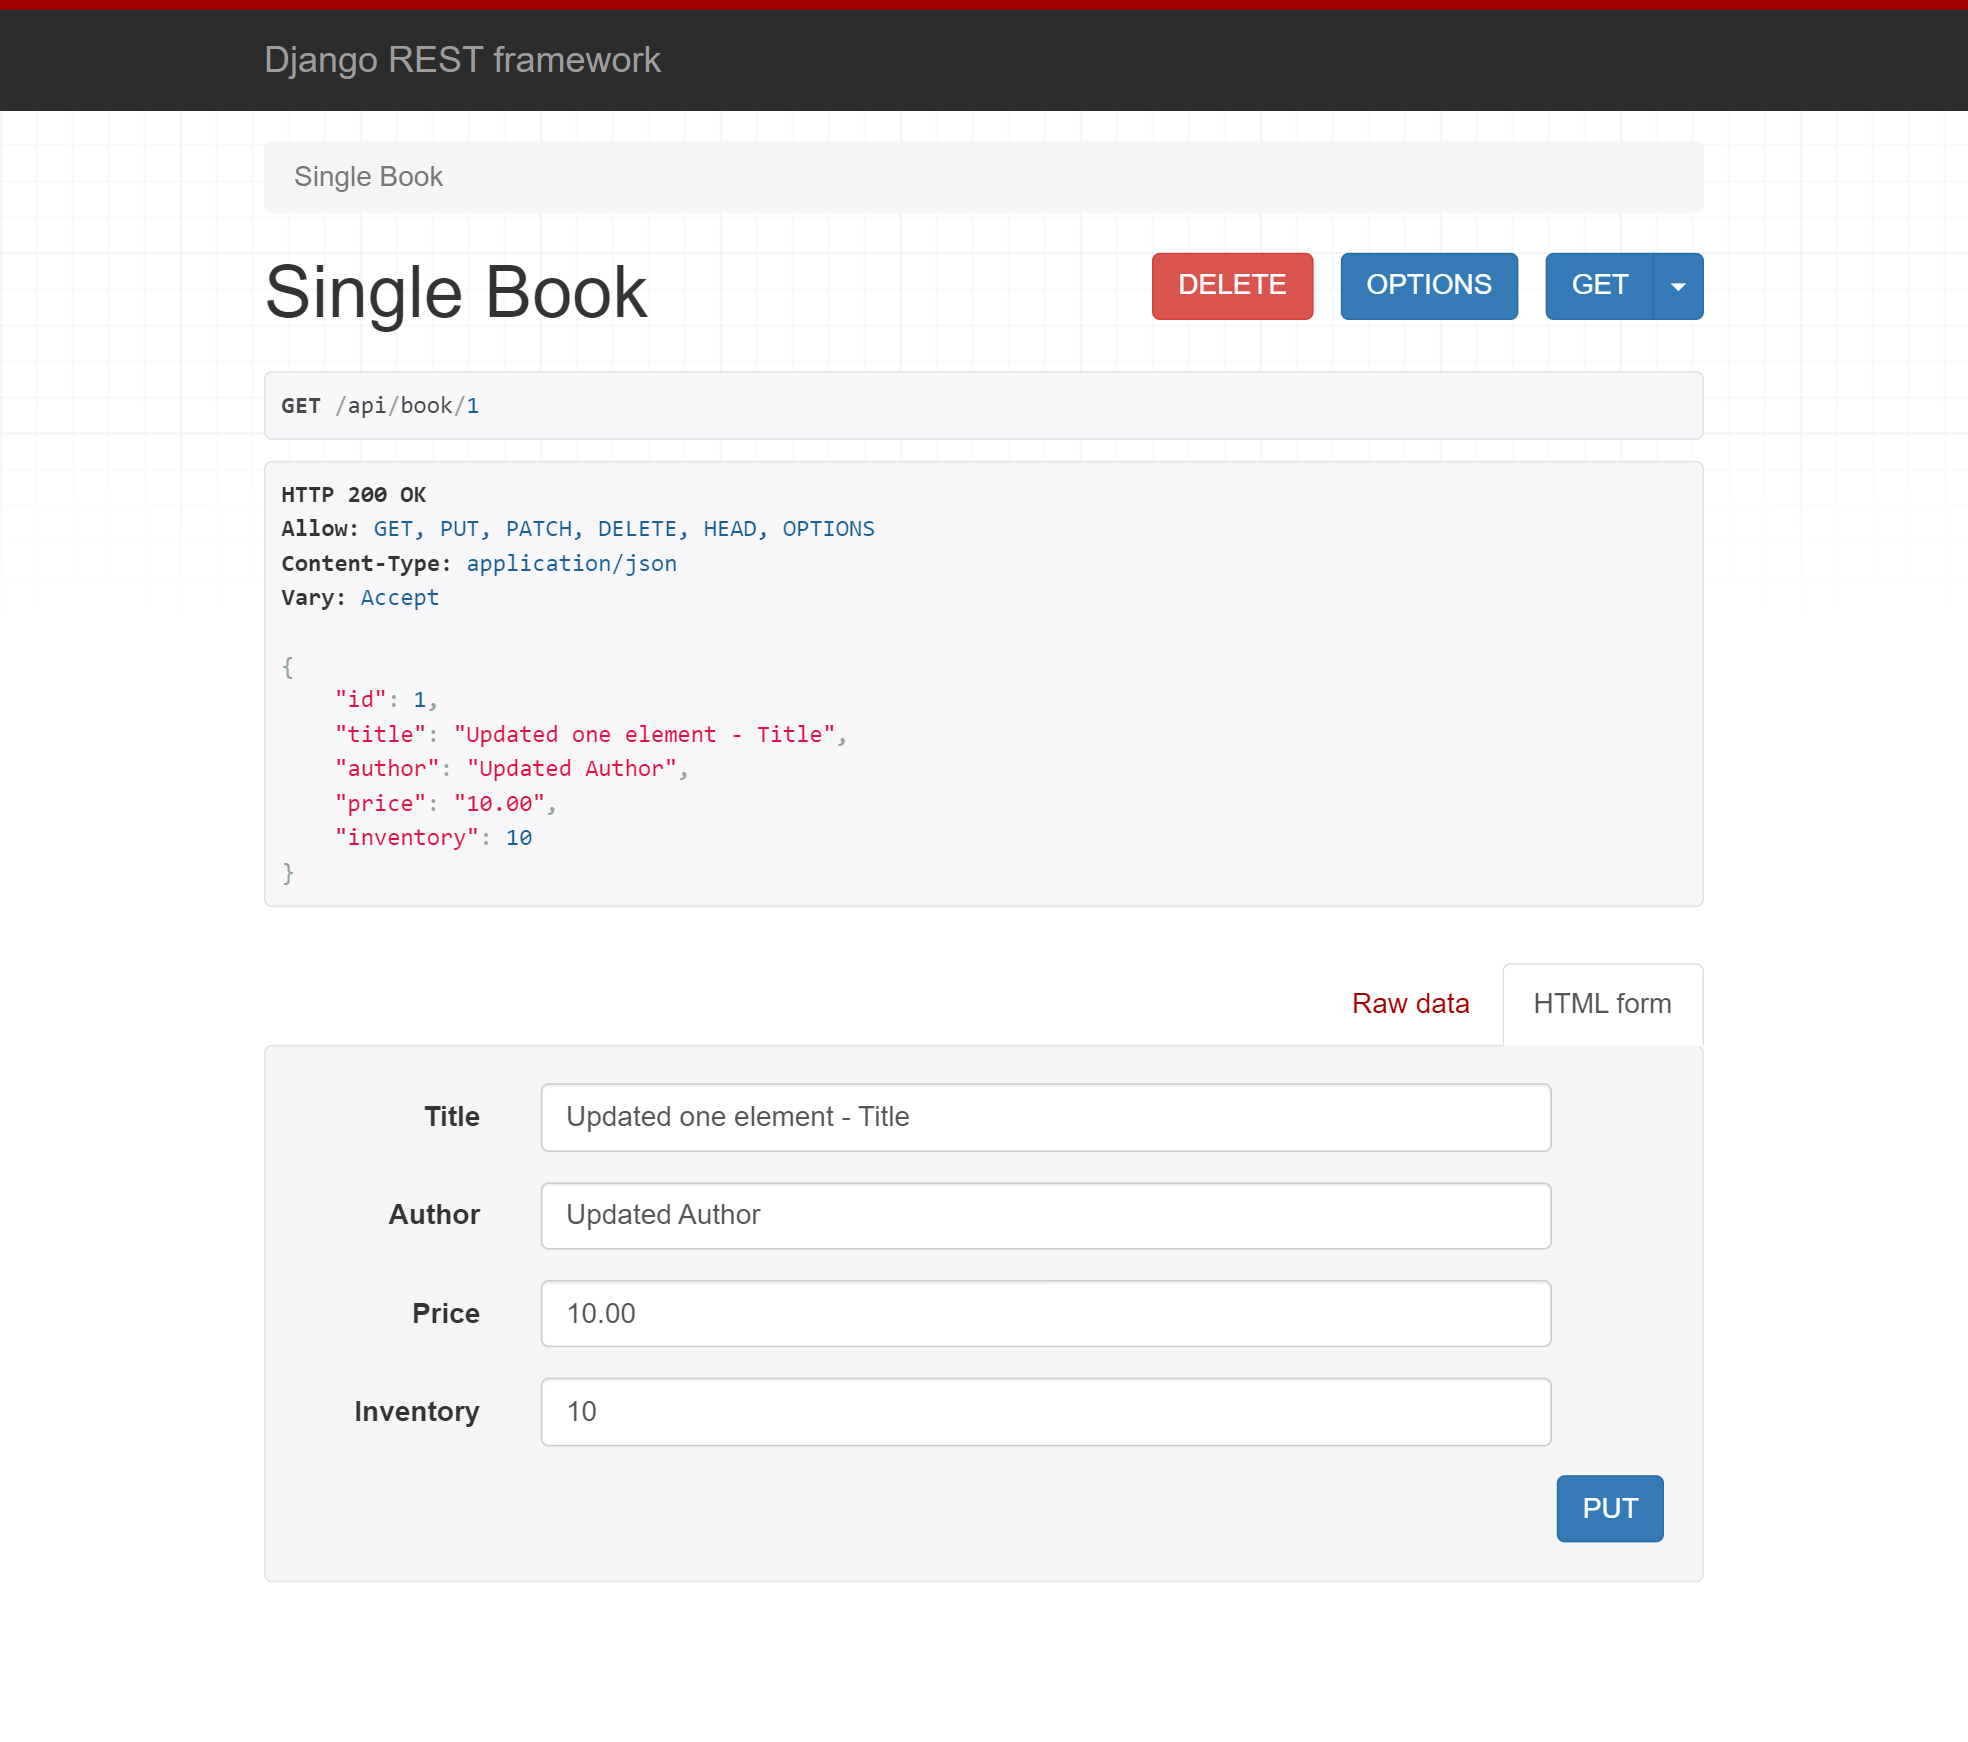 Django REST framework
Single Book
Single Book
DELETE
OPTIONS
GET
GET /api/book/1
HTTP 200 OK
Allow: GET, PUT, PATCH, DELETE, HEAD, OPTIONS
Content-Type: application/json
Vary: Accept
{
    "id": 1,
    "title": "Updated one element - Title",
    "author": "Updated Author",
    "price": "10.00",
    "inventory": 10
}
Raw data
HTML form
Title
Updated one element - Title
Author
Updated Author
Price
10.00
Inventory
10
PUT